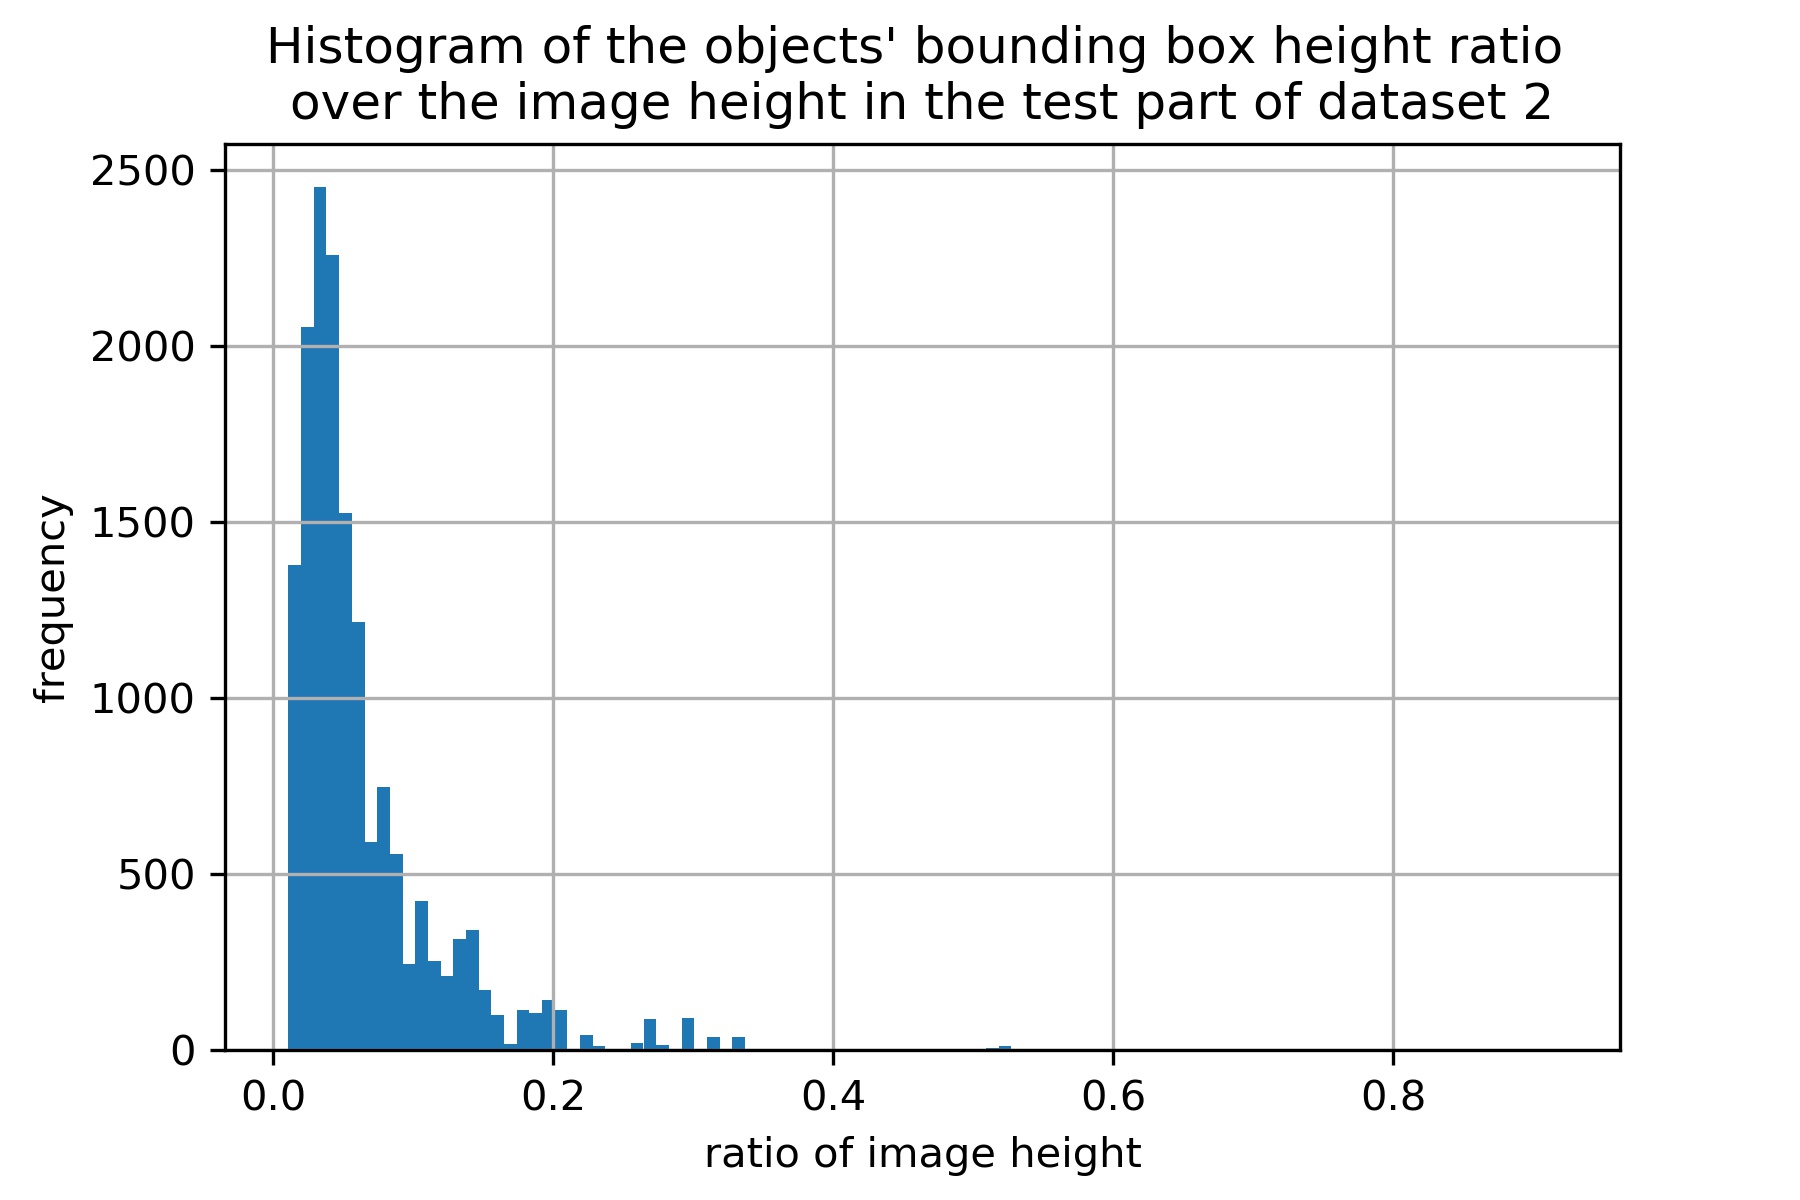 Histogram of the objects' bounding box height ratio
over the image height in the test part of dataset 2
2500
2000
1500
1000
500
0
frequency
0.0 0.2 0.4 0.6 0.8
ratio of image height